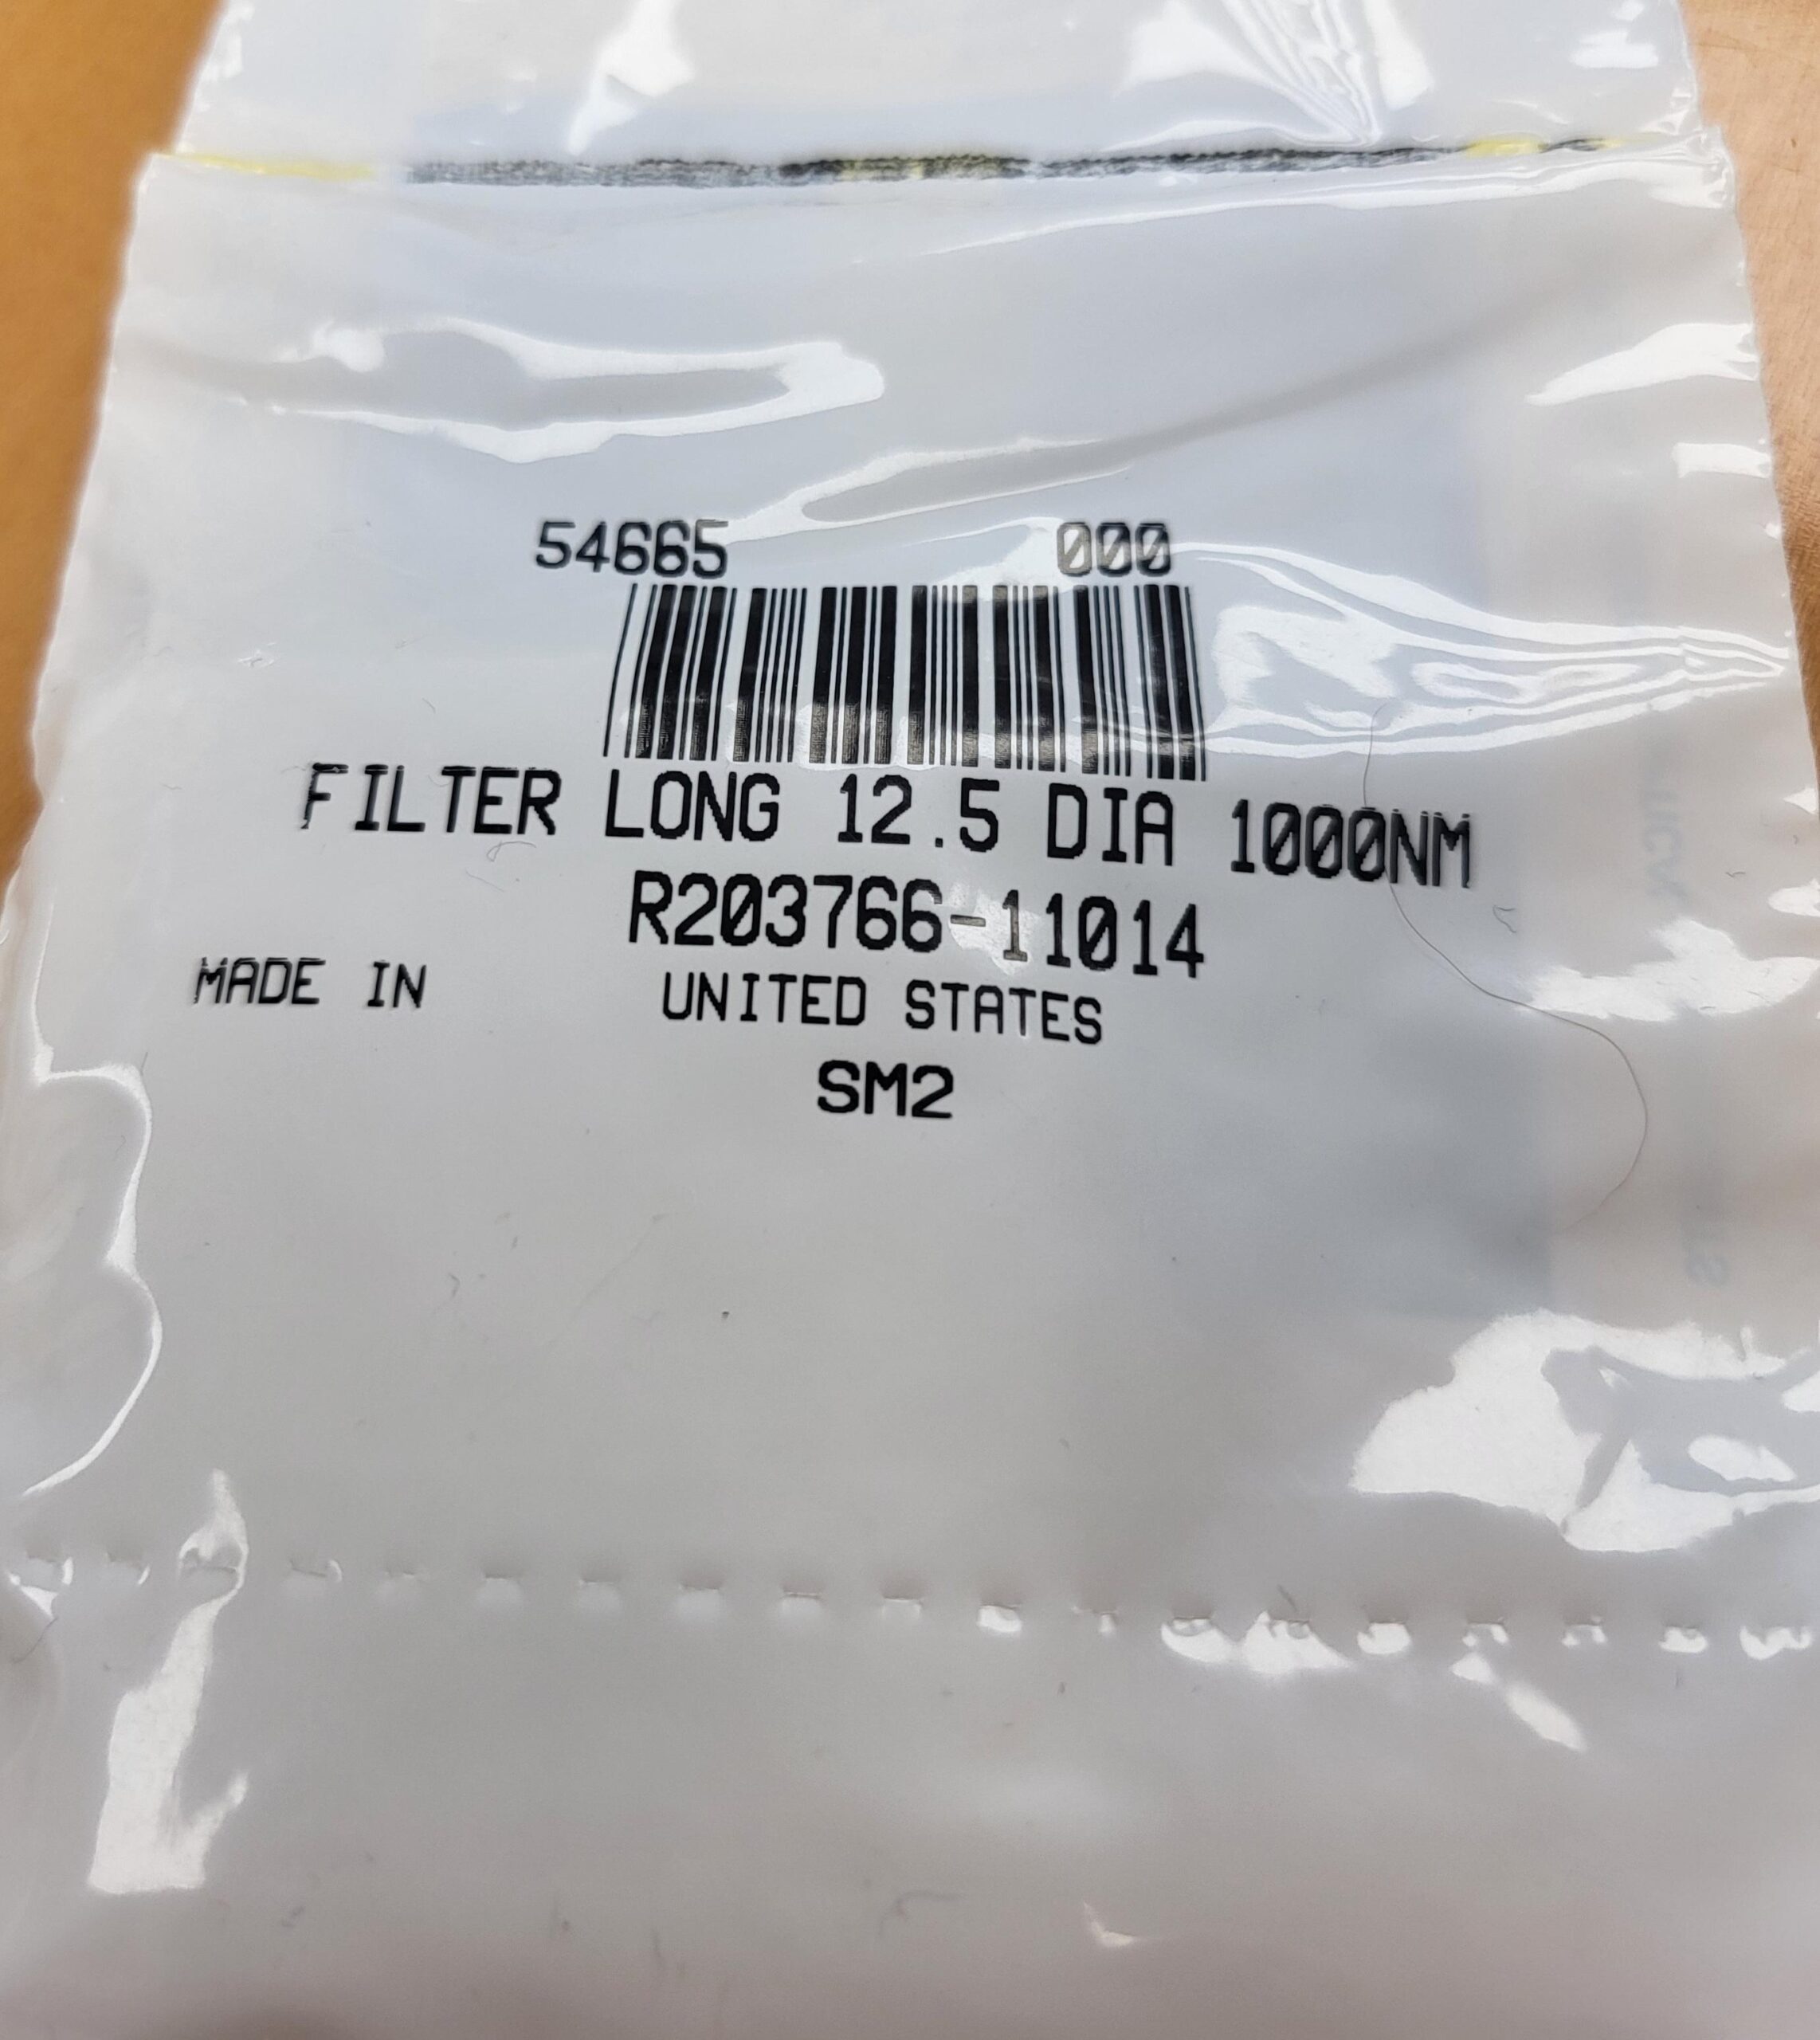 54665 000
FILTER LONG 12.5 DIA 1000NM
R203766-11014
MADE IN UNITED STATES
SM2